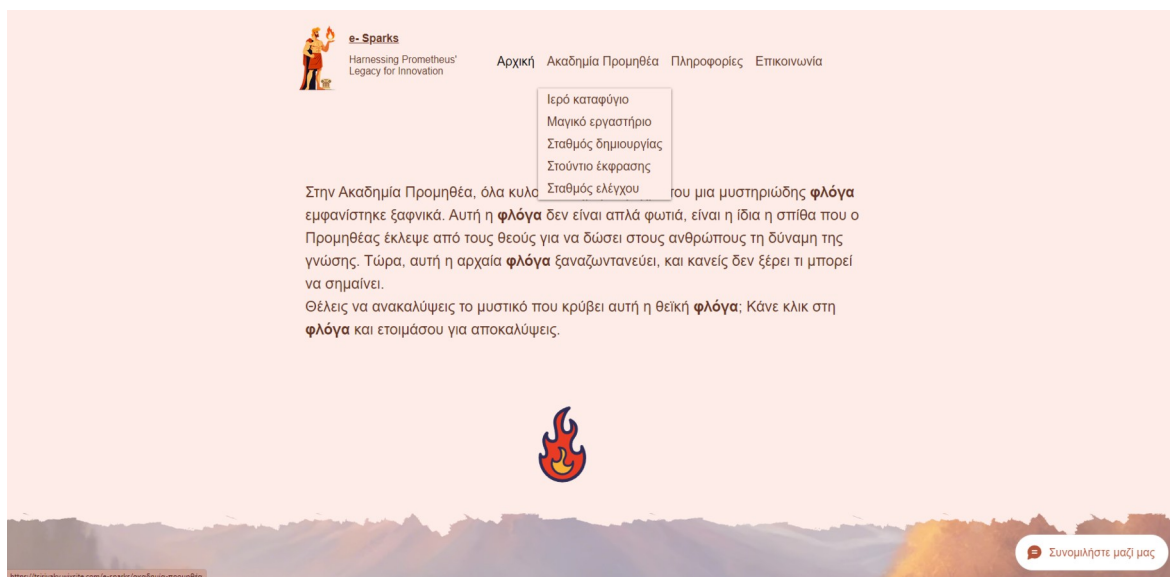 e- Sparks
Harnessing Prometheus'
Legacy for Innovation
Αρχική Ακαδημία Προμηθέα Πληροφορίες Επικοινωνία
Ιερό καταφύγιο
Μαγικό εργαστήριο
Σταθμός δημιουργίας
Στούντιο έκφρασης
Σταθμός ελέγχου
Στην Ακαδημία Προμηθέα, όλα κυλο μια μυστηριώδης φλόγα
εμφανίστηκε ξαφνικά. Αυτή η φλόγα δεν είναι απλά φωτιά, είναι η ίδια η σπίθα που ο
Προμηθέας έκλεψε από τους θεούς για να δώσει στους ανθρώπους τη δύναμη της
γνώσης. Τώρα, αυτή η αρχαία φλόγα ξαναζωντανεύει, και κανείς δεν ξέρει τι μπορεί
να σημαίνει.
Θέλεις να ανακαλύψεις το μυστικό που κρύβει αυτή η θεϊκή φλόγα; Κάνε κλικ στη
φλόγα και ετοιμάσου για αποκαλύψεις.
Συνομιλήστε μαζί μας